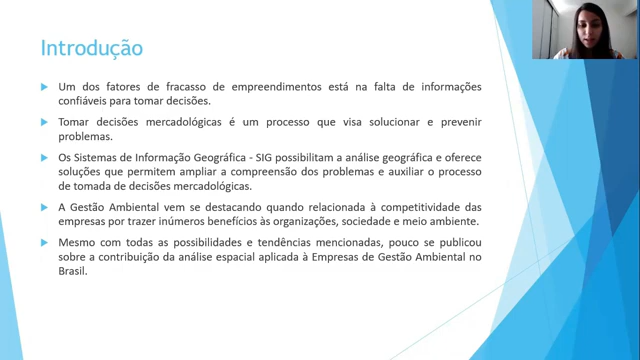 Introdução
Um dos fatores de fracasso de empreendimentos está na falta de informações
confiáveis para tomar decisões.
Tomar decisões mercadológicas é um processo que visa solucionar e prevenir
problemas.
Os Sistemas de Informação Geográfica - SIG possibilitam a análise geográfica e oferece
soluções que permitem ampliar a compreensão dos problemas e auxiliar o processo
de tomada de decisões mercadológicas.
A Gestão Ambiental vem se destacando quando relacionada à competitividade das
empresas por trazer inúmeros benefícios às organizações, sociedade e meio ambiente.
Mesmo com todas as possibilidades e tendências mencionadas, pouco se publicou
sobre a contribuição da análise espacial aplicada à Empresas de Gestão Ambiental no
Brasil.